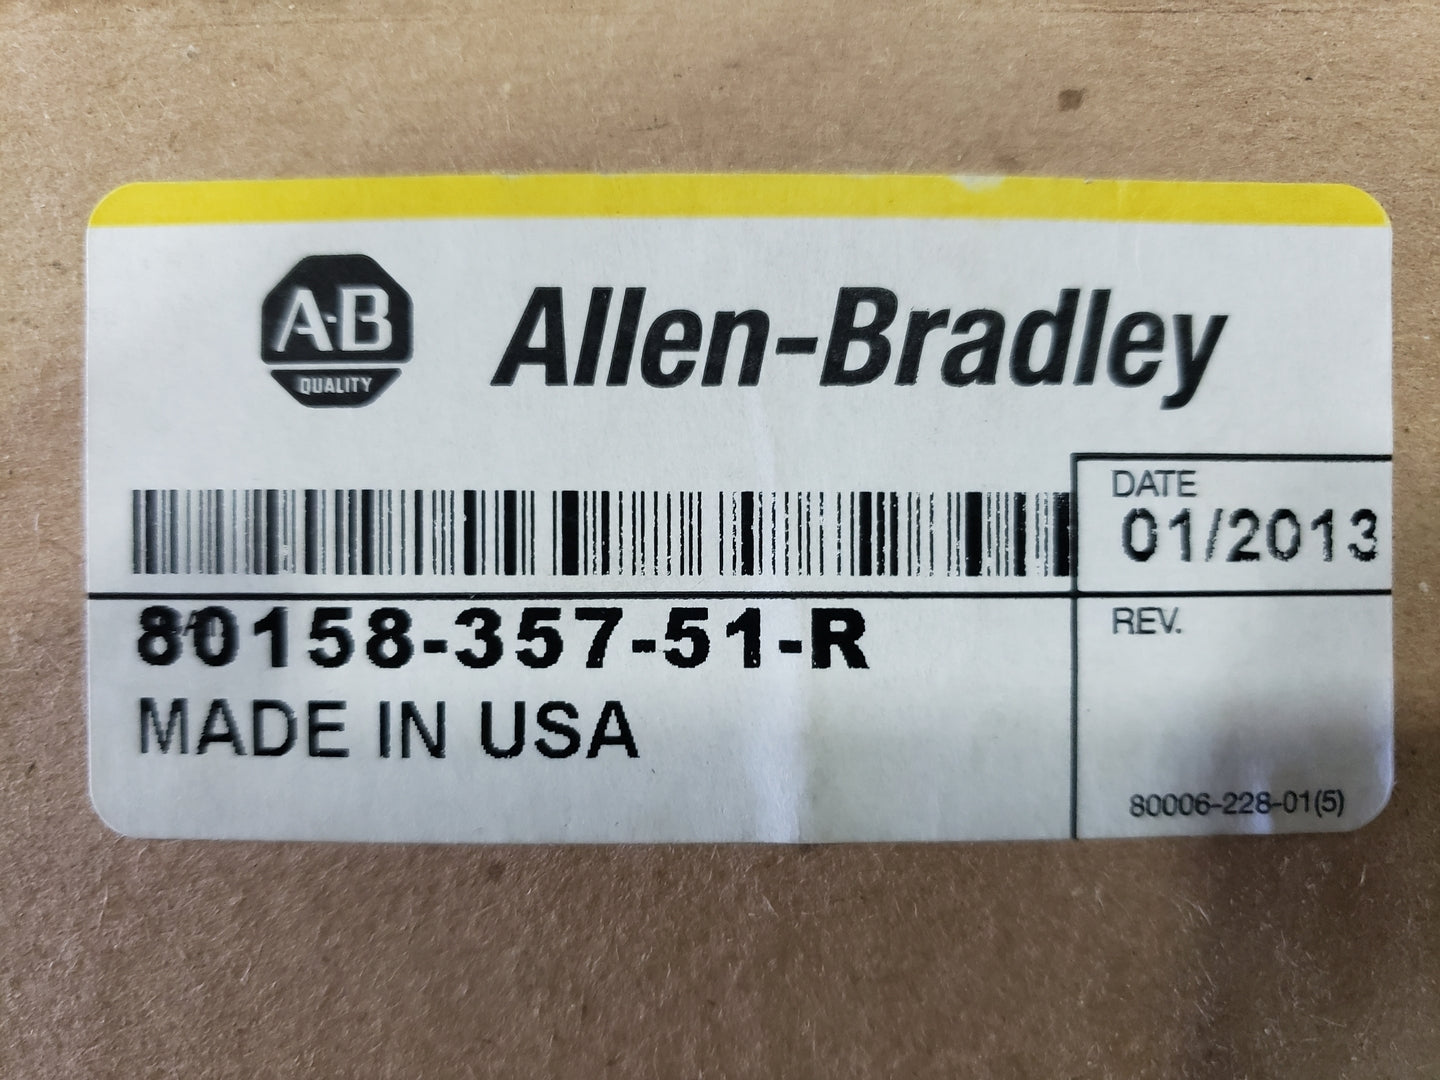 A-B
QUALITY
Allen-Bradley
DATE
01/2013
80158-357-51-R
REV.
MADE IN USA
80006-228-01(5)